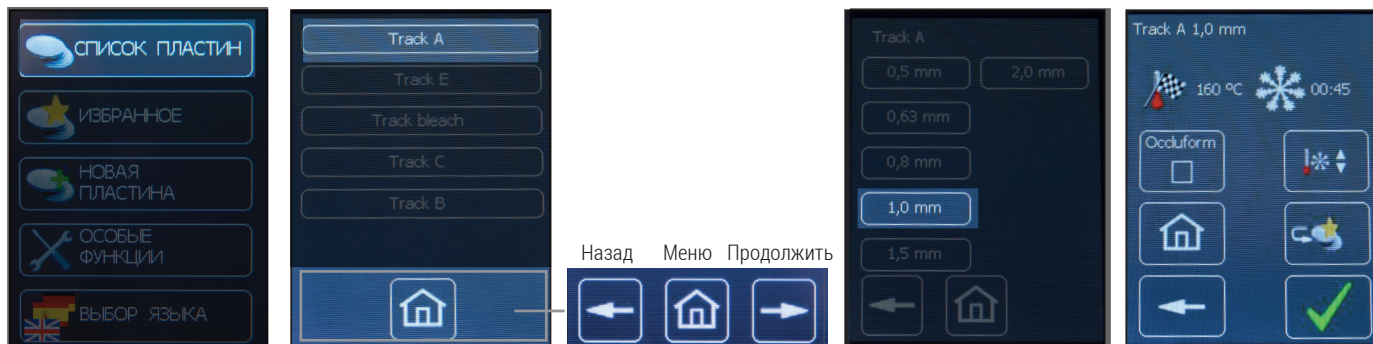 СПИСОК ПЛАСТИН
ИЗБРАННОЕ
НОВАЯ
ПЛАСТИНА
ОСОБЫЕ
ФУНКЦИИ
ВЫБОР ЯЗЫКА
Track A
Track E
Track bleach
Track C
Track B
Назад Меню Продолжить
Track A
0,5 mm 2,0 mm
0,63 mm
0,8 mm
1,0 mm
1,5 mm
Track A 1,0 mm
160 ºC 00:45
Occluform